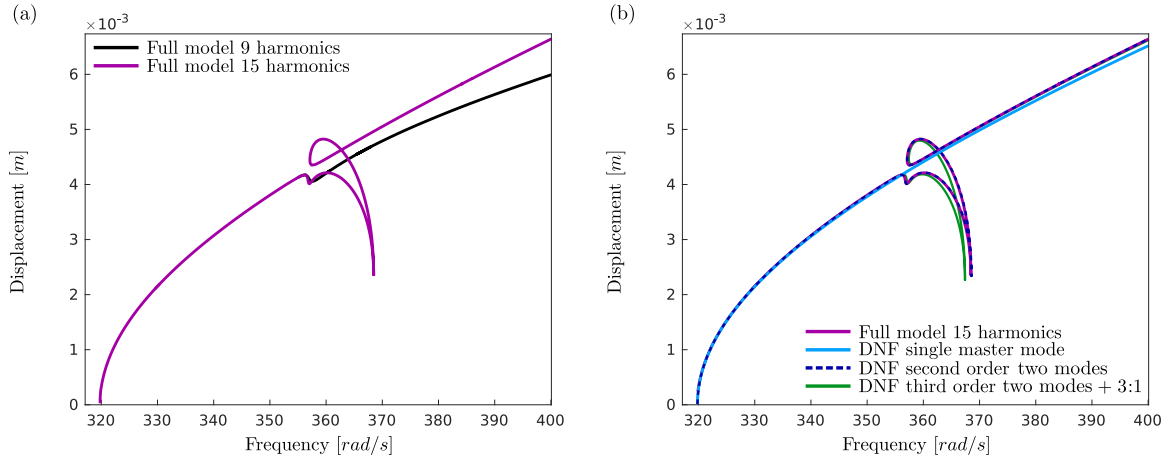 (a)
×10⁻³
Full model 9 harmonics
Full model 15 harmonics
6
5
4
3
2
1
0
Displacement [m]
320 330 340 350 360 370 380 390 400
Frequency [rad/s]
(b)
×10⁻³
6
5
4
3
2
1
0
Displacement [m]
Full model 15 harmonics
DNF single master mode
DNF second order two modes
DNF third order two modes + 3:1
320 330 340 350 360 370 380 390 400
Frequency [rad/s]